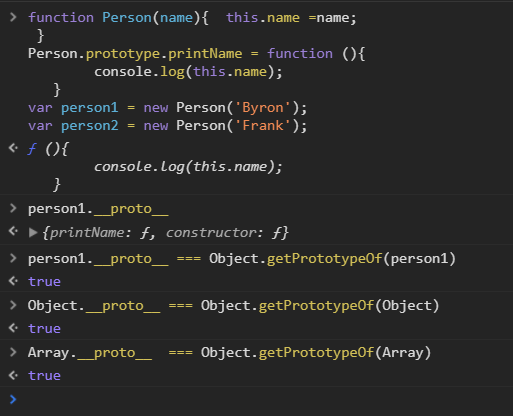 function Person(name){  this.name =name;
 }
Person.prototype.printName = function (){
        console.log(this.name);
   }
var person1 = new Person('Byron');
var person2 = new Person('Frank');
ƒ (){
        console.log(this.name);
   }
person1.__proto__
{printName: ƒ, constructor: ƒ}
person1.__proto__ === Object.getPrototypeOf(person1)
true
Object.__proto__ === Object.getPrototypeOf(Object)
true
Array.__proto__  === Object.getPrototypeOf(Array)
true